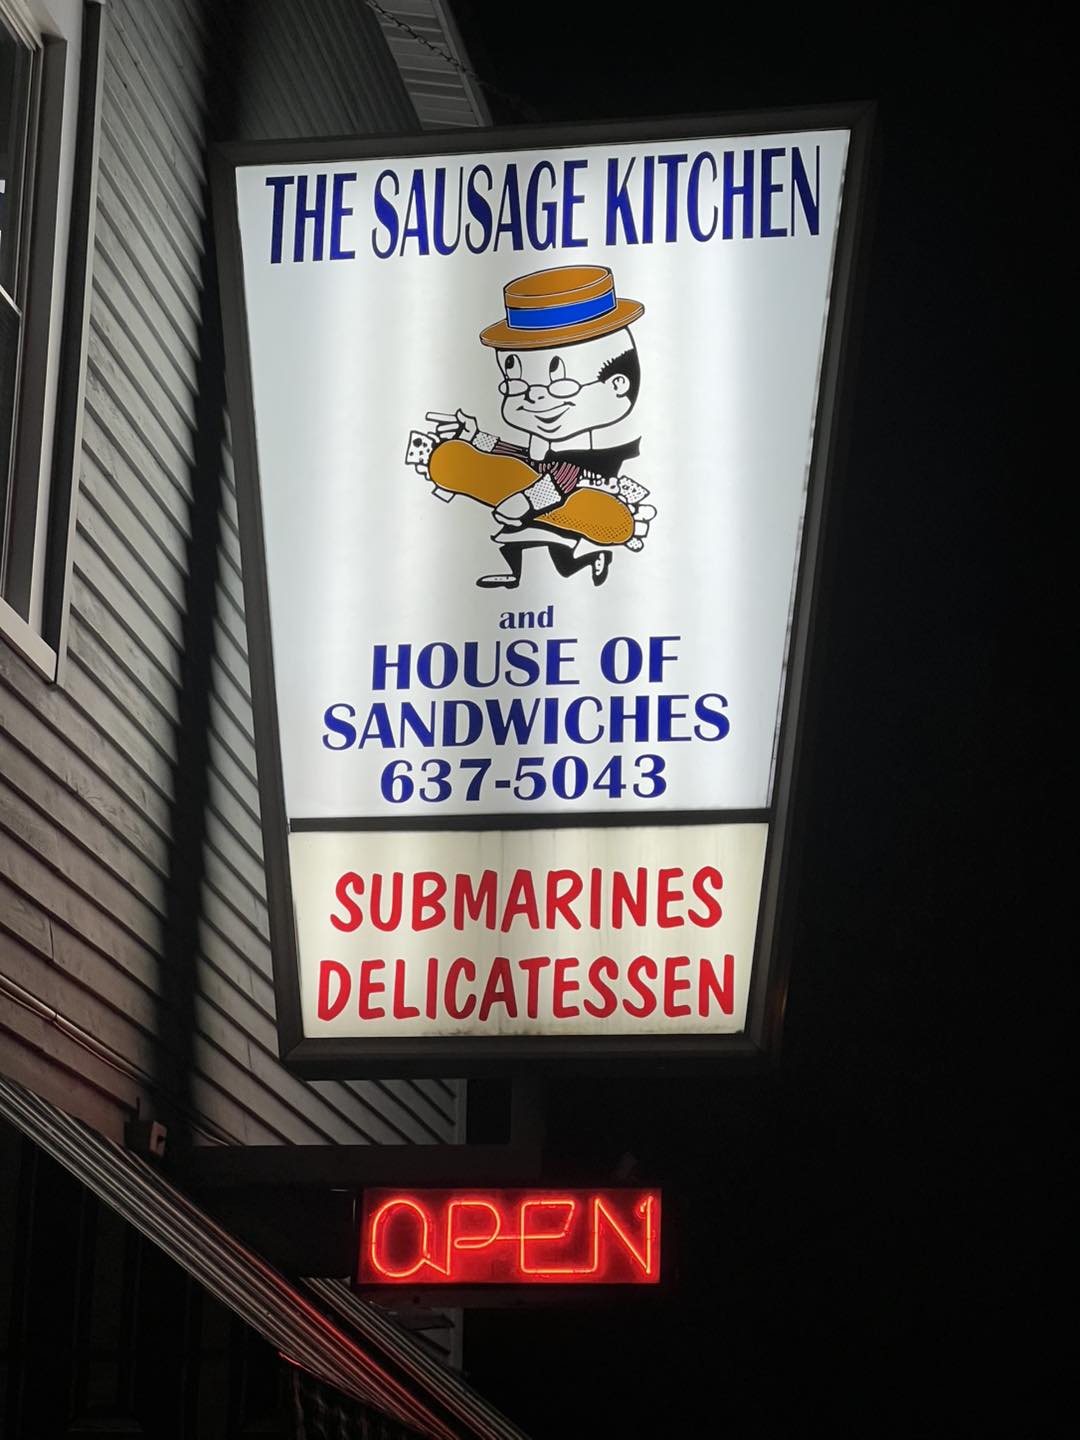 THE SAUSAGE KITCHEN
and
HOUSE OF
SANDWICHES
637-5043
SUBMARINES
DELICATESSEN
OPEN